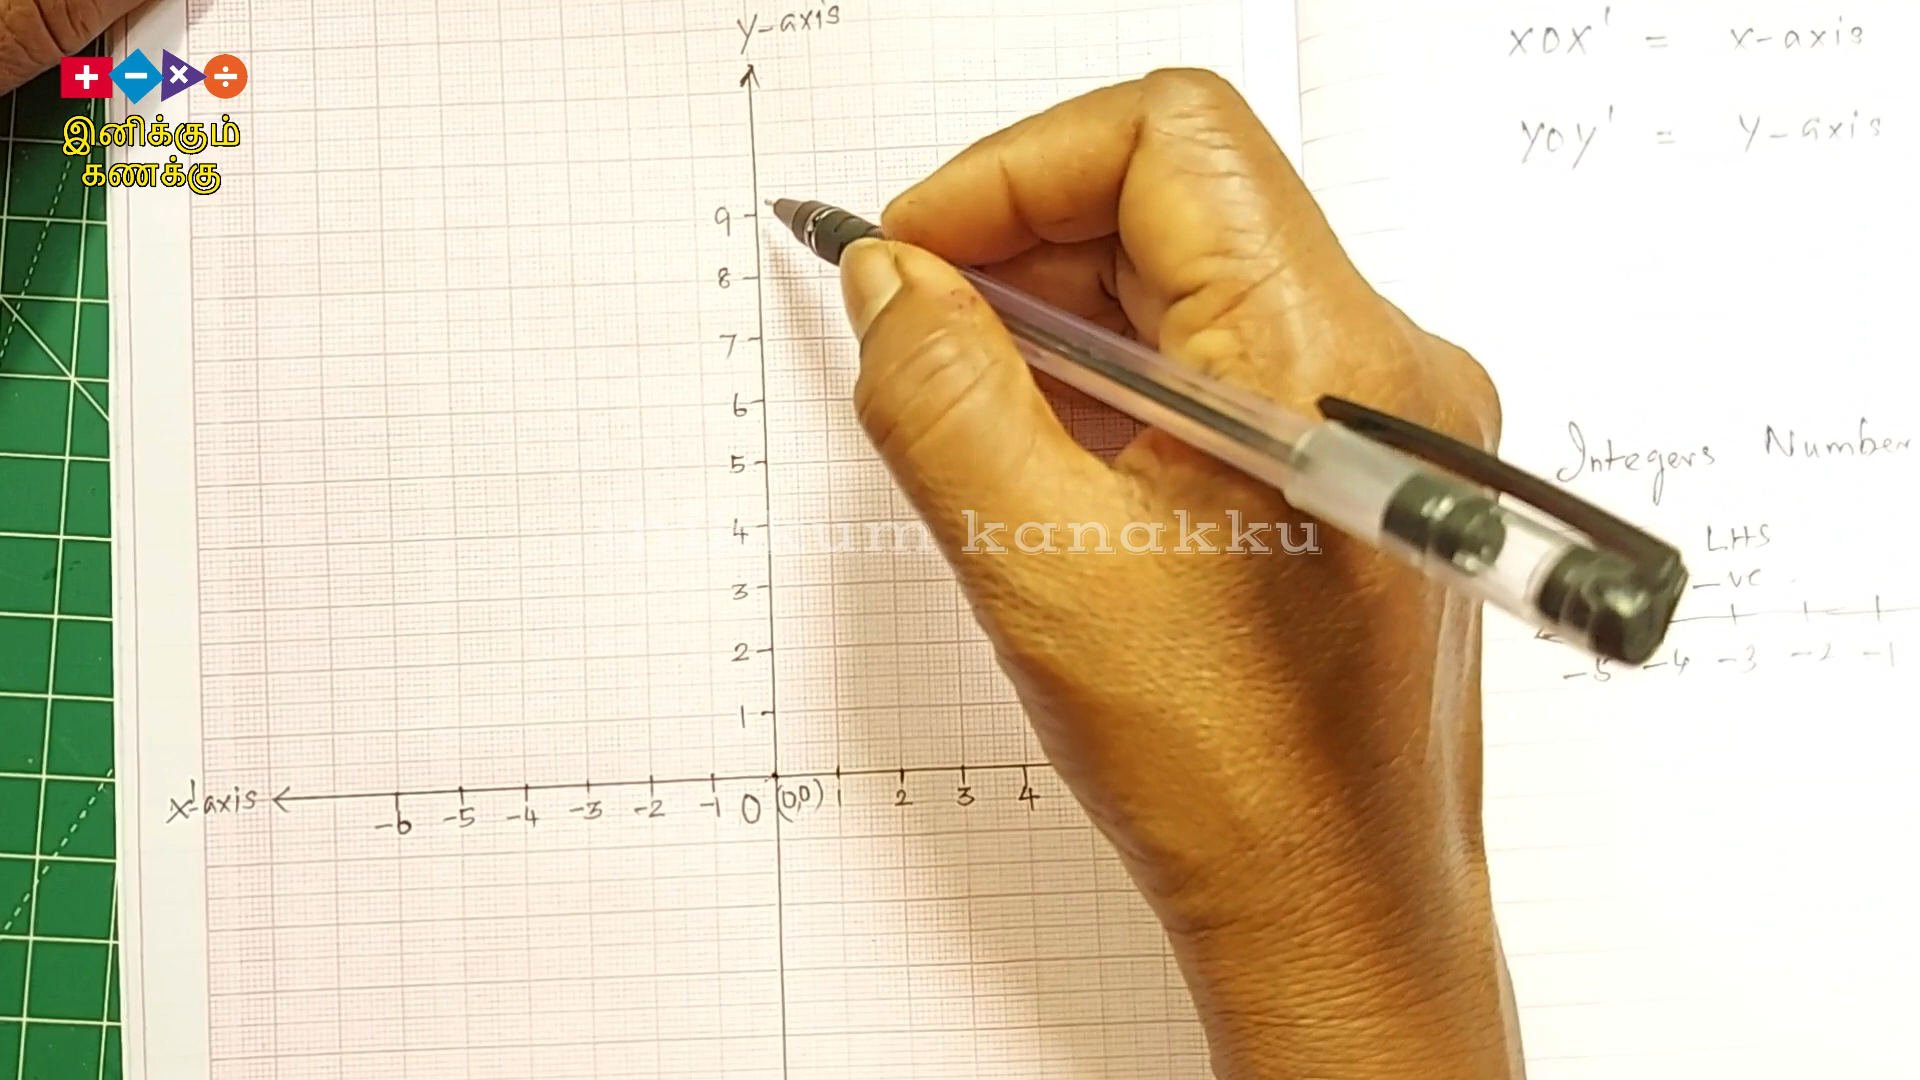 y-axis
xox' = x-axis
yoy' = y-axis
இனிக்கும்
கணக்கு
9
8
7
6
5
4
3
2
1
x'-axis
-6 -5 -4 -3 -2 -1 0 (0,0) 1 2 3 4
Integers Number
LHS
-ve
-5 -4 -3 -2 -1
kanakku